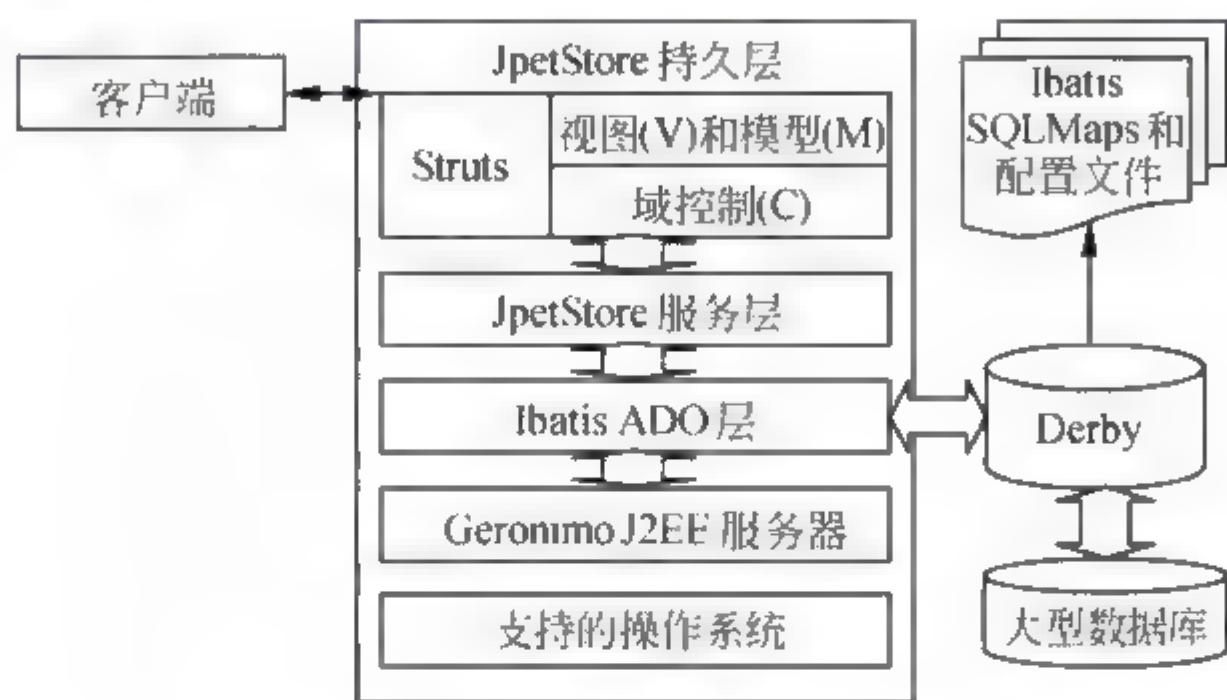 JpetStore 持久层
客户端
Struts
视图(V)和模型(M)
域控制(C)
JpetStore 服务层
Ibatis ADO 层
Geronimo J2EE 服务器
支持的操作系统
Ibatis
SQLMaps 和
配置文件
Derby
大型数据库